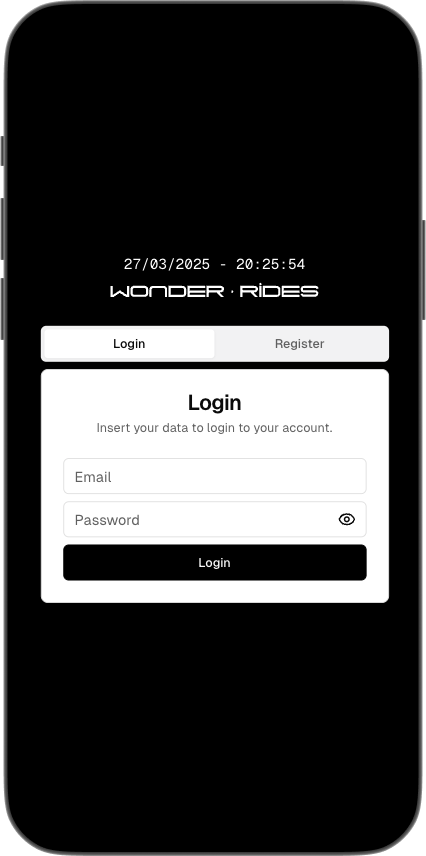 27/03/2025 - 20:25:54
WONDER · RIDES
Login Register
Login
Insert your data to login to your account.
Email
Password
Login